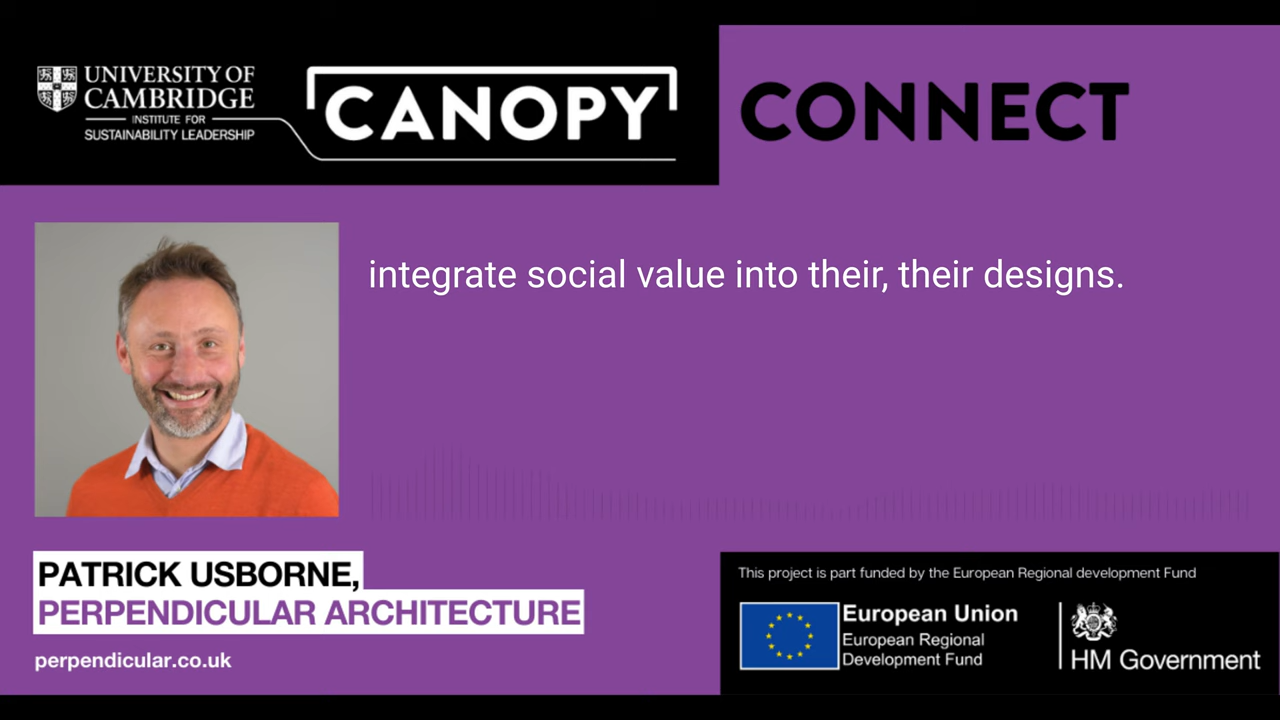 UNIVERSITY OF
CAMBRIDGE
INSTITUTE FOR
SUSTAINABILITY LEADERSHIP
CANOPY
CONNECT
integrate social value into their, their designs.
PATRICK USBORNE,
PERPENDICULAR ARCHITECTURE
perpendicular.co.uk
This project is part funded by the European Regional development Fund
European Union
European Regional
Development Fund
HM Government